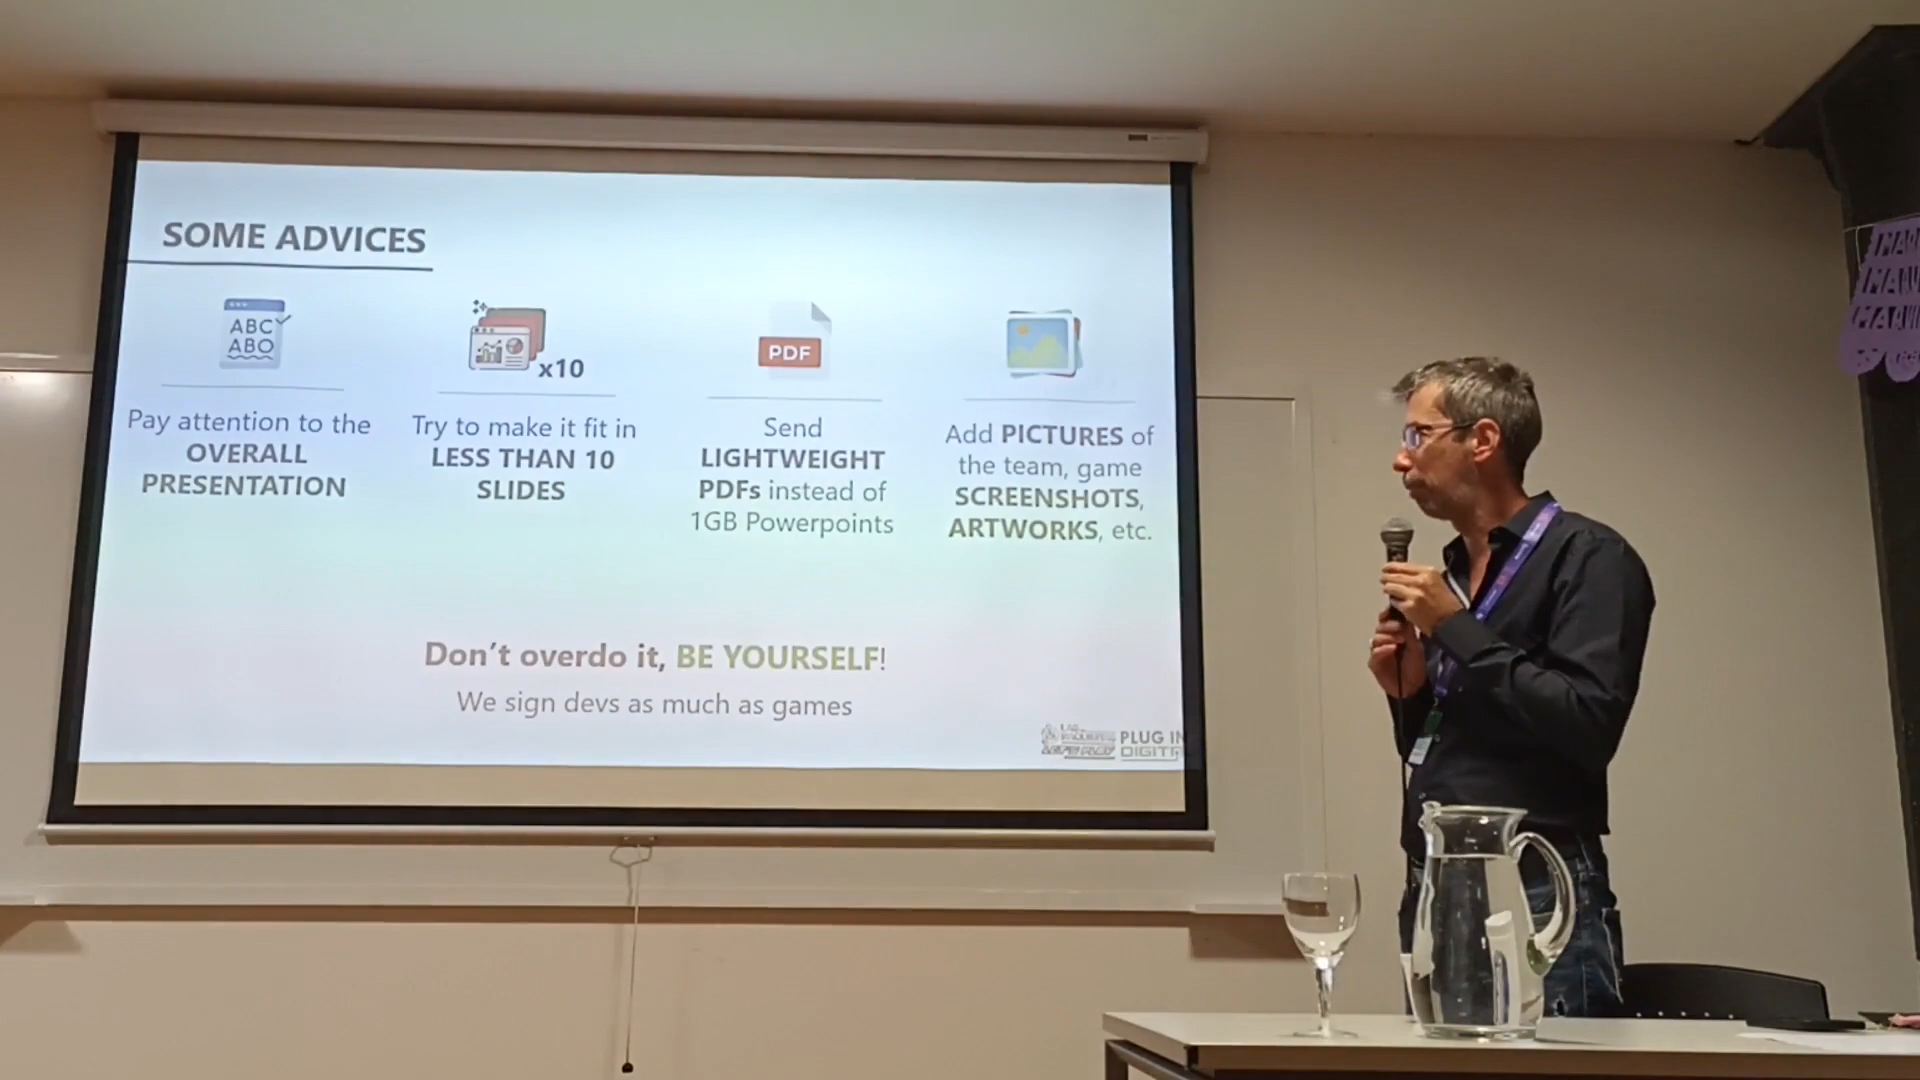 SOME ADVICES
ABC
ABO
Pay attention to the
OVERALL
PRESENTATION
x10
Try to make it fit in
LESS THAN 10
SLIDES
PDF
Send
LIGHTWEIGHT
PDFs instead of
1GB Powerpoints
Add PICTURES of
the team, game
SCREENSHOTS,
ARTWORKS, etc.
Don't overdo it, BE YOURSELF!
We sign devs as much as games
PLUG IN
DIGIT